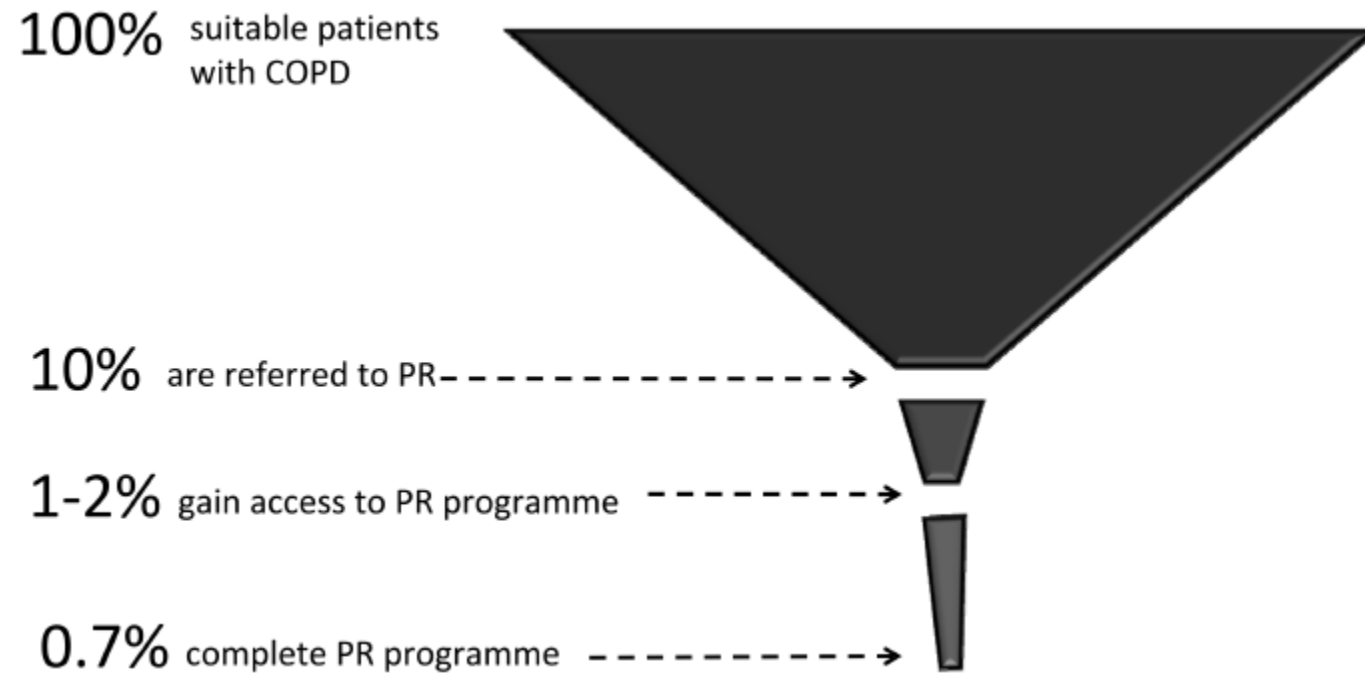 100% suitable patients
with COPD
10% are referred to PR
1-2% gain access to PR programme
0.7% complete PR programme